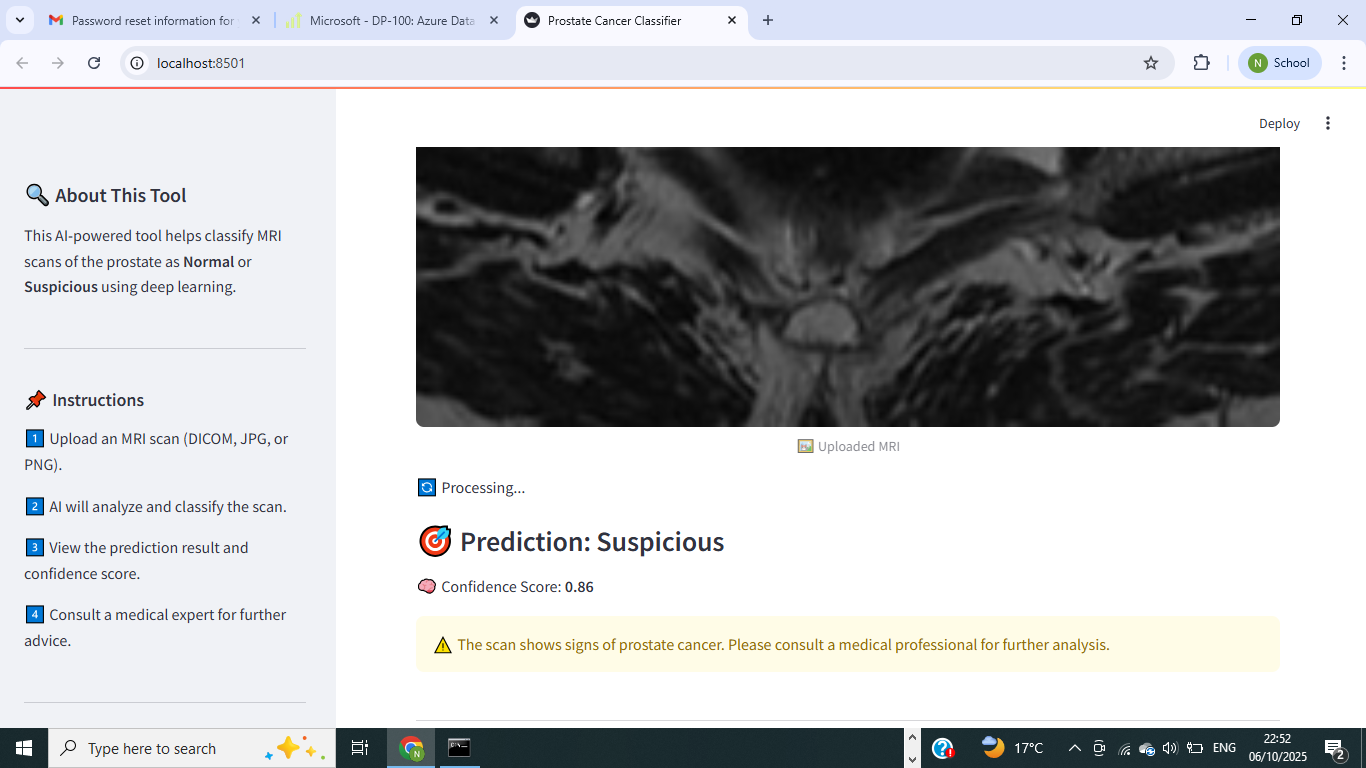 Password reset information for
Microsoft - DP-100: Azure Data
Prostate Cancer Classifier
localhost:8501
N School
Deploy
🔍 About This Tool
This AI-powered tool helps classify MRI
scans of the prostate as Normal or
Suspicious using deep learning.
📌 Instructions
1 Upload an MRI scan (DICOM, JPG, or
PNG).
2 AI will analyze and classify the scan.
3 View the prediction result and
confidence score.
4 Consult a medical expert for further
advice.
🖼️ Uploaded MRI
🔄 Processing...
🎯 Prediction: Suspicious
🧠 Confidence Score: 0.86
⚠️ The scan shows signs of prostate cancer. Please consult a medical professional for further analysis.
Type here to search
N
17°C
ENG
22:52
06/10/2025
2